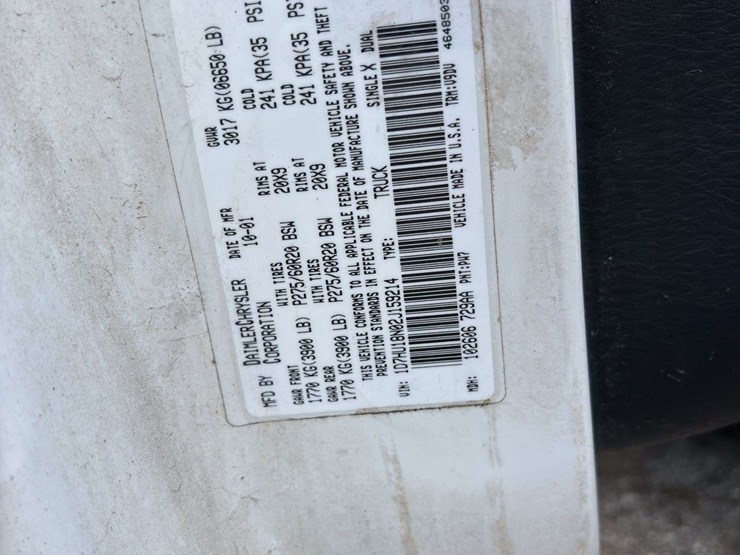 MFD BY DAIMLERCHRYSLER CORPORATION DATE OF MFR 10-01 GVWR 3017 KG(06650 LB)
GAWR FRONT WITH TIRES RIMS AT COLD
1770 KG(3900 LB) P275/60R20 BSW 20X9 241 KPA(35 PSI
GAWR REAR WITH TIRES RIMS AT COLD
1770 KG(3900 LB) P275/60R20 BSW 20X9 241 KPA(35 PS
THIS VEHICLE CONFORMS TO ALL APPLICABLE FEDERAL MOTOR VEHICLE SAFETY AND THEFT
PREVENTION STANDARDS IN EFFECT ON THE DATE OF MANUFACTURE SHOWN ABOVE.
VIN: 1D7HU18N02J159214 TYPE: TRUCK SINGLE X DUAL
MDH: 102606 729AA PNT:PW7 VEHICLE MADE IN U.S.A. TRM:V9DV 4648503